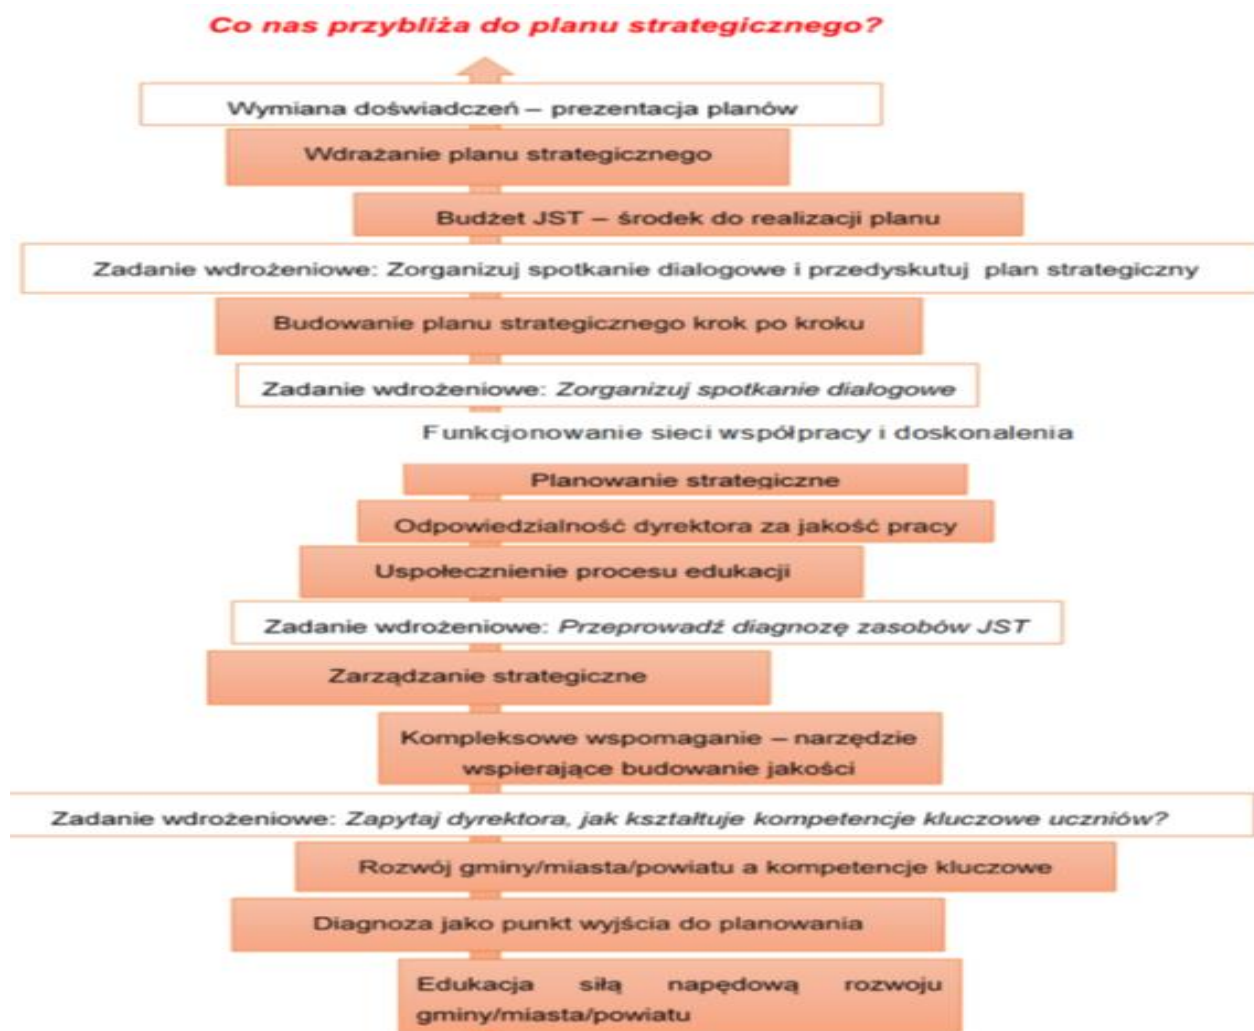 Co nas przybliża do planu strategicznego?
Wymiana doświadczeń – prezentacja planów
Wdrażanie planu strategicznego
Budżet JST – środek do realizacji planu
Zadanie wdrożeniowe: Zorganizuj spotkanie dialogowe i przedyskutuj plan strategiczny
Budowanie planu strategicznego krok po kroku
Zadanie wdrożeniowe: Zorganizuj spotkanie dialogowe
Funkcjonowanie sieci współpracy i doskonalenia
Planowanie strategiczne
Odpowiedzialność dyrektora za jakość pracy
Uspołecznienie procesu edukacji
Zadanie wdrożeniowe: Przeprowadź diagnozę zasobów JST
Zarządzanie strategiczne
Kompleksowe wspomaganie – narzędzie
wspierające budowanie jakości
Zadanie wdrożeniowe: Zapytaj dyrektora, jak kształtuje kompetencje kluczowe uczniów?
Rozwój gminy/miasta/powiatu a kompetencje kluczowe
Diagnoza jako punkt wyjścia do planowania
Edukacja siłą napędową rozwoju
gminy/miasta/powiatu